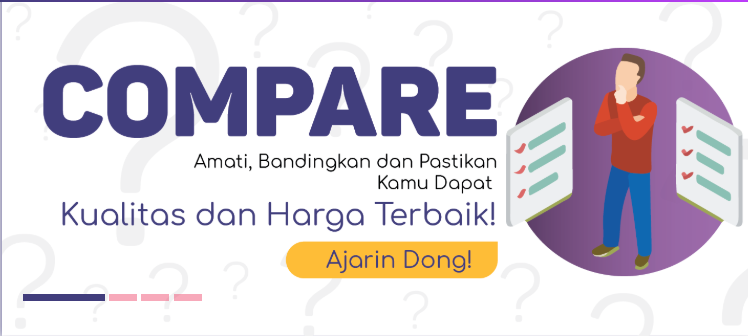 COMPARE
Amati, Bandingkan dan Pastikan
Kamu Dapat
Kualitas dan Harga Terbaik!
Ajarin Dong!